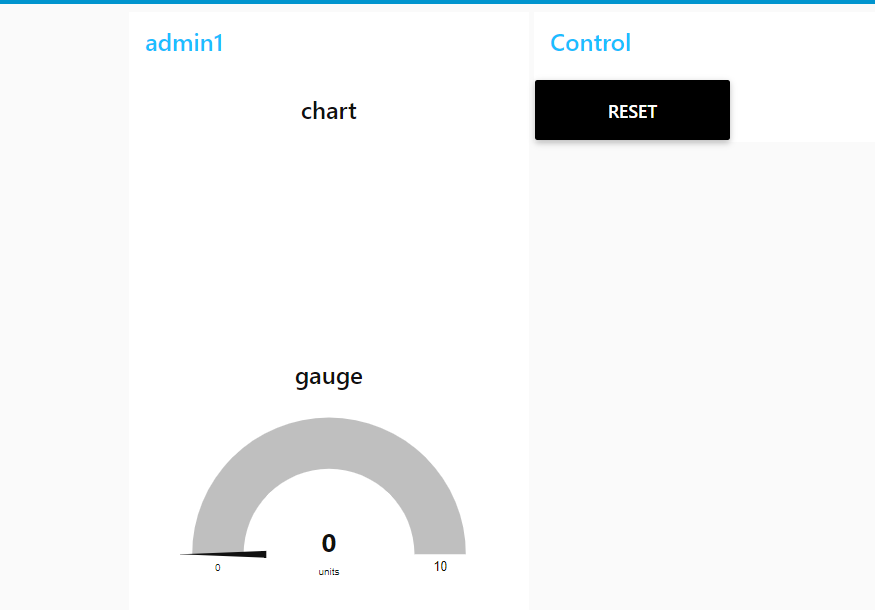 admin1
chart
gauge
0
units
0
10
Control
RESET